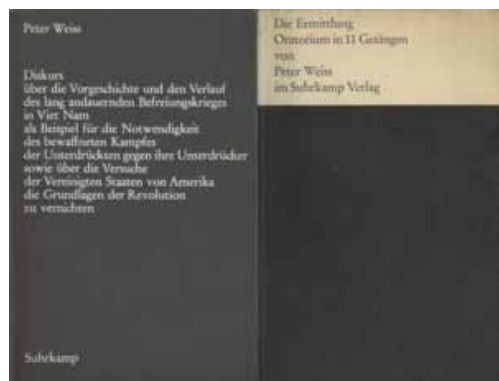 Peter Weiss
Diskurs
über die Vorgeschichte und den Verlauf
des lang andauernden Befreiungskrieges
in Viet Nam
als Beispiel für die Notwendigkeit
des bewaffneten Kampfes
der Unterdrückten gegen ihre Unterdrücker
sowie über die Versuche
der Vereinigten Staaten von Amerika
die Grundlagen der Revolution
zu vernichten
Suhrkamp
Die Ermittlung
Oratorium in 11 Gesängen
von
Peter Weiss
im Suhrkamp Verlag